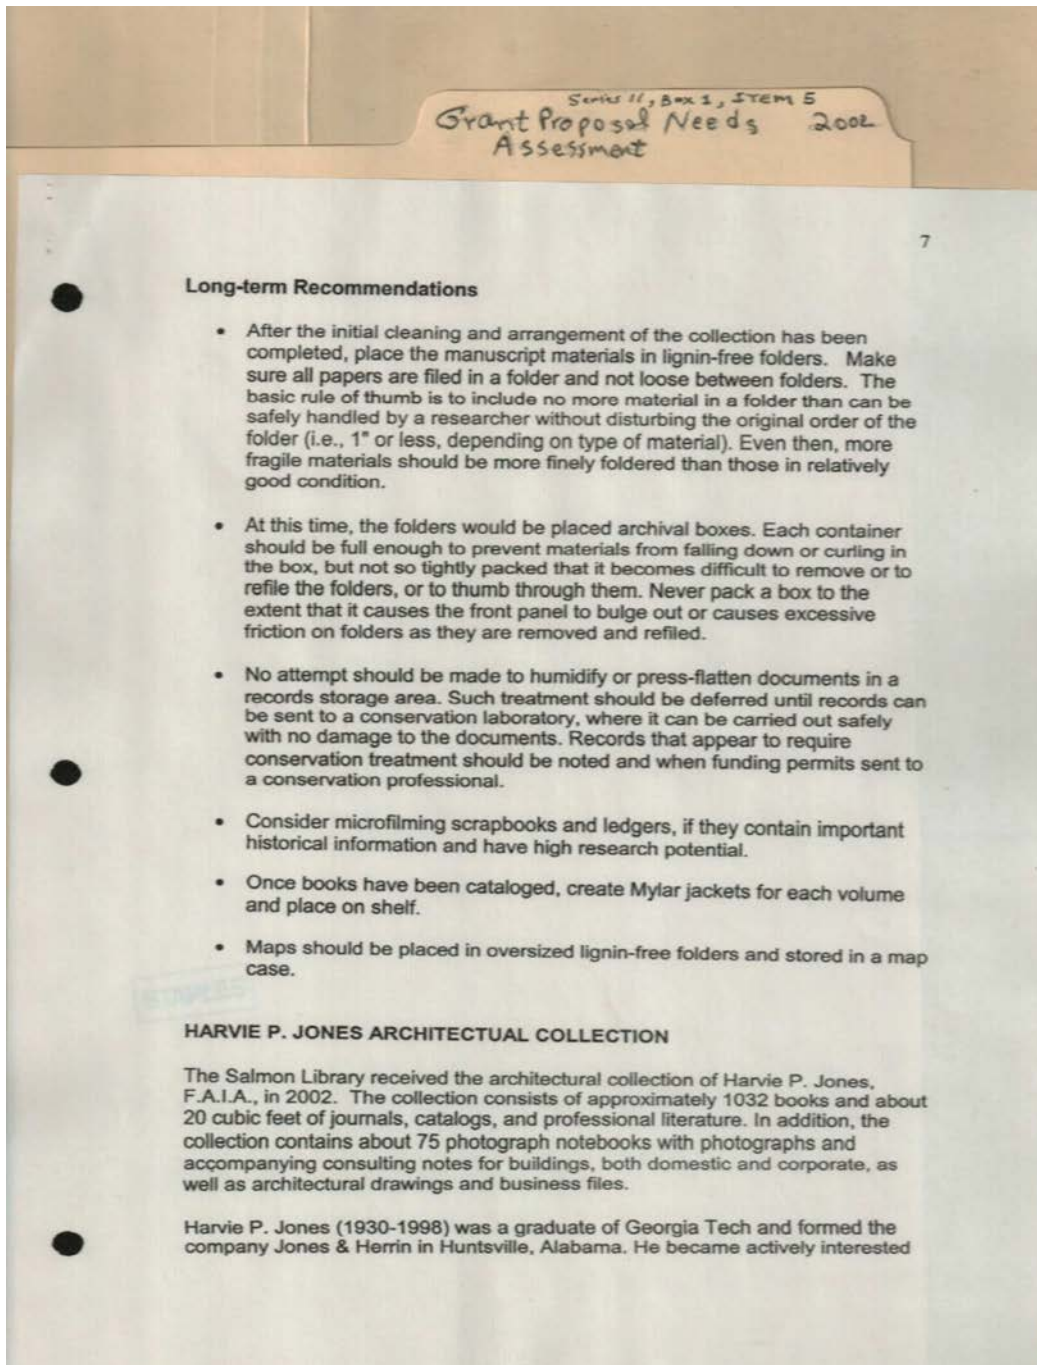 Series 11, Box 1, ITEM 5
Grant Proposal Needs 2002
Assessment
7
Long-term Recommendations
• After the initial cleaning and arrangement of the collection has been
completed, place the manuscript materials in lignin-free folders. Make
sure all papers are filed in a folder and not loose between folders. The
basic rule of thumb is to include no more material in a folder than can be
safely handled by a researcher without disturbing the original order of the
folder (i.e., 1" or less, depending on type of material). Even then, more
fragile materials should be more finely foldered than those in relatively
good condition.
• At this time, the folders would be placed archival boxes. Each container
should be full enough to prevent materials from falling down or curling in
the box, but not so tightly packed that it becomes difficult to remove or to
refile the folders, or to thumb through them. Never pack a box to the
extent that it causes the front panel to bulge out or causes excessive
friction on folders as they are removed and refiled.
• No attempt should be made to humidify or press-flatten documents in a
records storage area. Such treatment should be deferred until records can
be sent to a conservation laboratory, where it can be carried out safely
with no damage to the documents. Records that appear to require
conservation treatment should be noted and when funding permits sent to
a conservation professional.
• Consider microfilming scrapbooks and ledgers, if they contain important
historical information and have high research potential.
• Once books have been cataloged, create Mylar jackets for each volume
and place on shelf.
• Maps should be placed in oversized lignin-free folders and stored in a map
case.
HARVIE P. JONES ARCHITECTUAL COLLECTION
The Salmon Library received the architectural collection of Harvie P. Jones,
F.A.I.A., in 2002. The collection consists of approximately 1032 books and about
20 cubic feet of journals, catalogs, and professional literature. In addition, the
collection contains about 75 photograph notebooks with photographs and
accompanying consulting notes for buildings, both domestic and corporate, as
well as architectural drawings and business files.
Harvie P. Jones (1930-1998) was a graduate of Georgia Tech and formed the
company Jones & Herrin in Huntsville, Alabama. He became actively interested